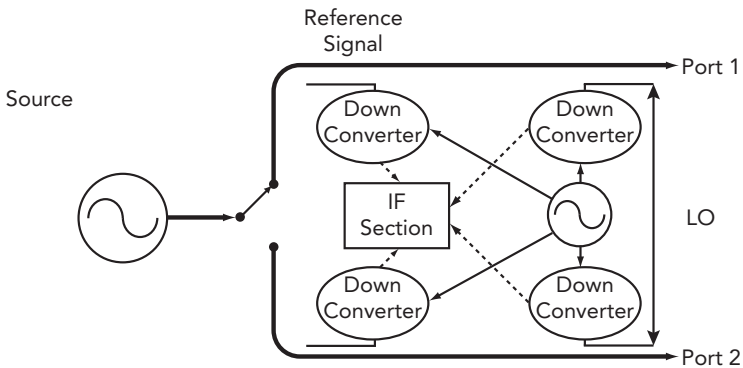 Reference
Signal
Port 1
Source
Down
Converter
Down
Converter
IF
Section
LO
Down
Converter
Down
Converter
Port 2